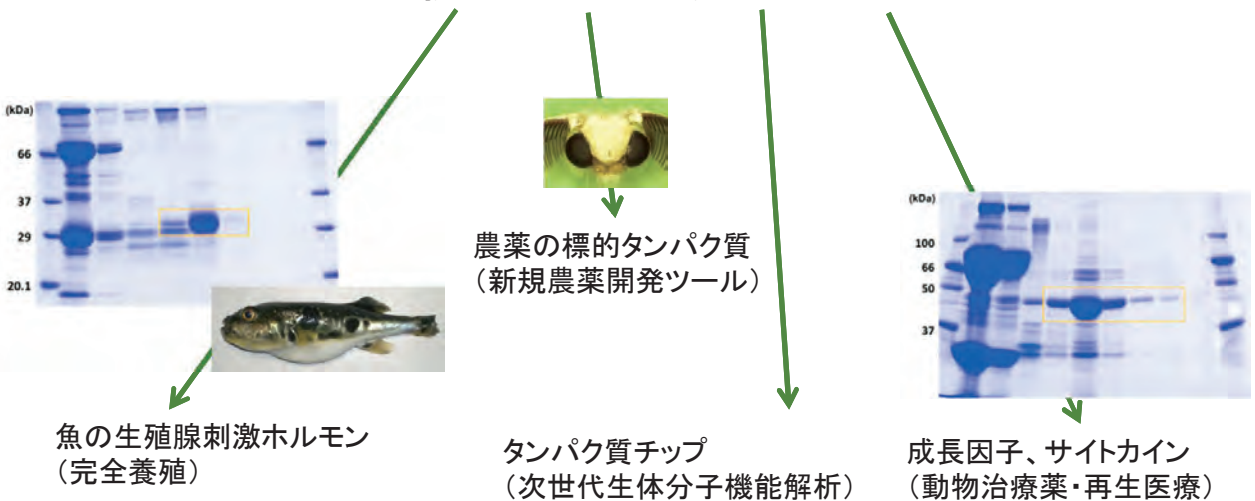 (kDa)
66
37
29
20.1
農薬の標的タンパク質
（新規農薬開発ツール）
(kDa)
100
66
50
37
魚の生殖腺刺激ホルモン
（完全養殖）
タンパク質チップ
（次世代生体分子機能解析）
成長因子、サイトカイン
（動物治療薬・再生医療）